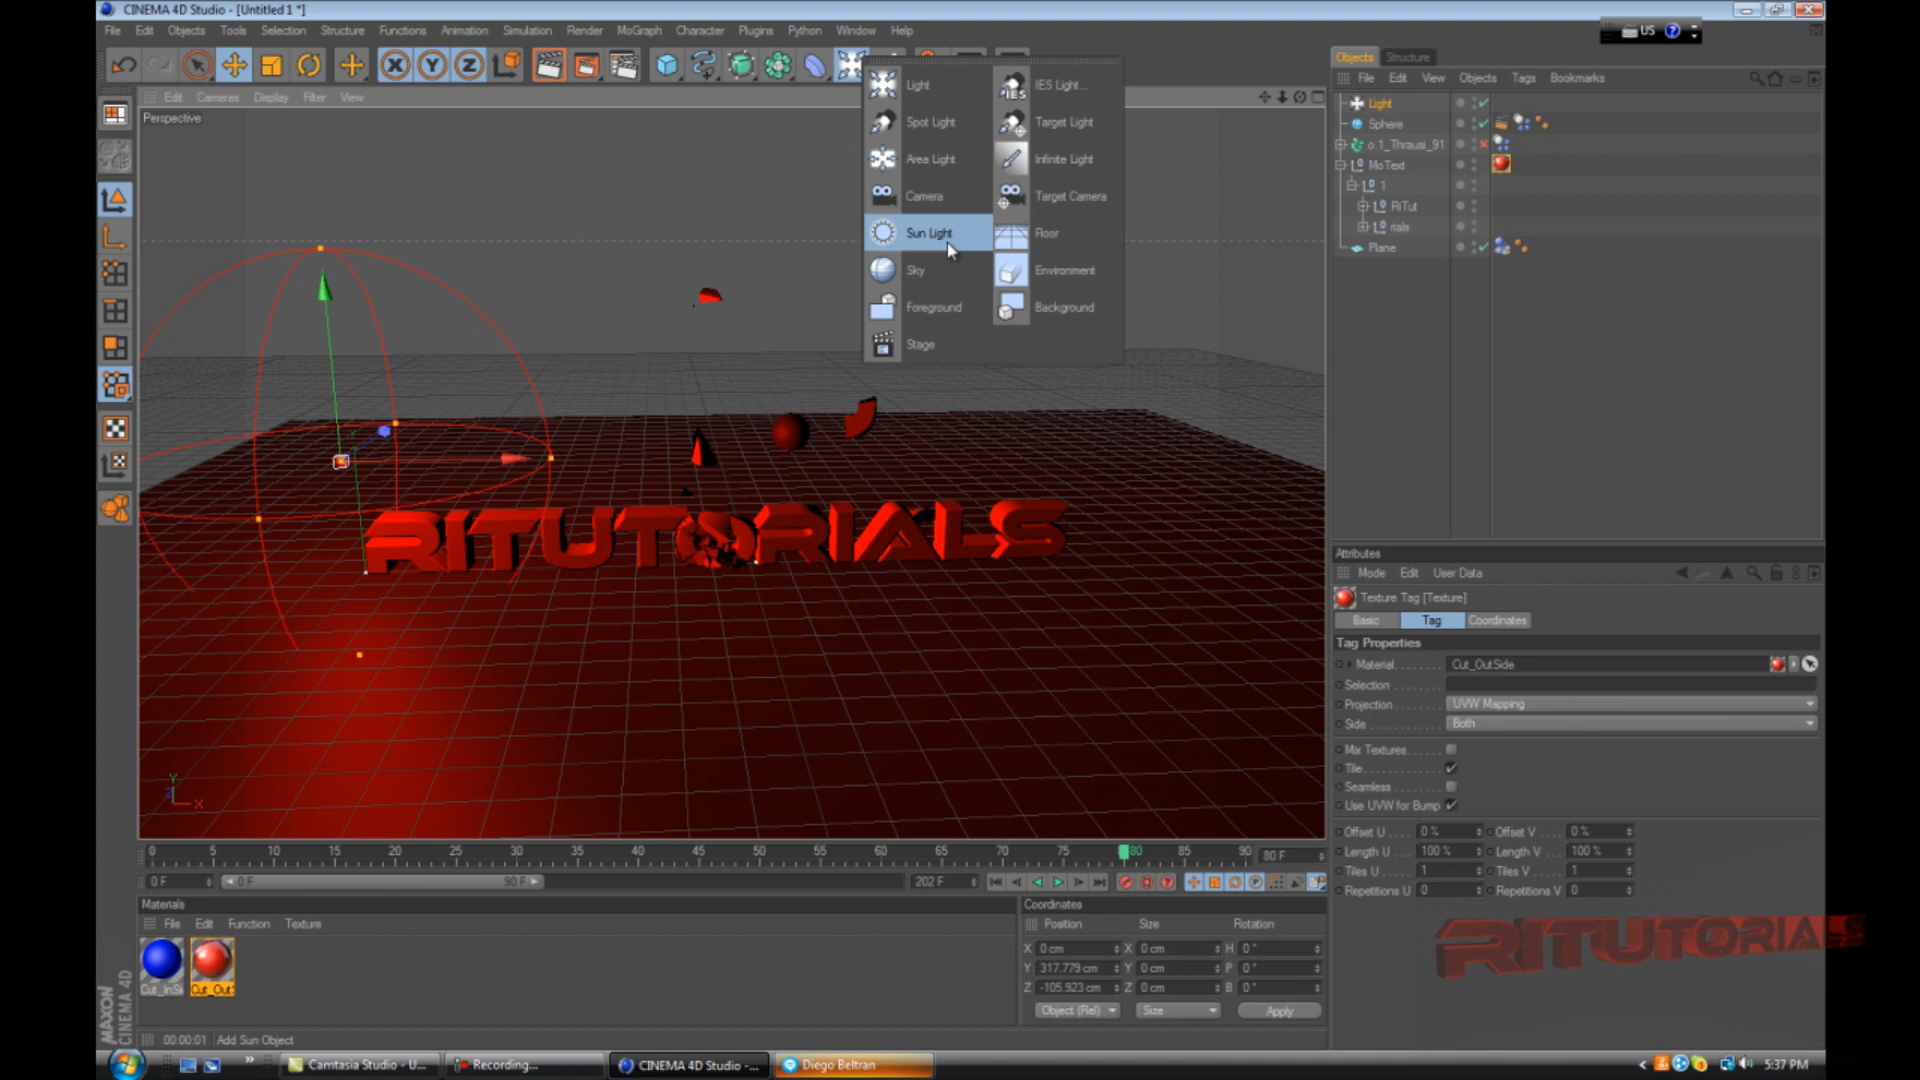 CINEMA 4D Studio - [Untitled 1 *]
File Edit Objects Tools Selection Structure Functions Animation Simulation Render MoGraph Character Plugins Python Window Help
US
Edit Cameras Display Filter View
Perspective
Light
IES Light...
Spot Light
Target Light
Area Light
Infinite Light
Camera
Target Camera
Sun Light
Floor
Sky
Environment
Foreground
Background
Stage
RITUTORIALS
Objects Structure
File Edit View Objects Tags Bookmarks
Light
Sphere
o.1_Thrausi_91
MoText
1
RiTut
rials
Plane
Attributes
Mode Edit User Data
Texture Tag [Texture]
Basic Tag Coordinates
Tag Properties
Material........ Cut_OutSide
Selection
Projection....... UVW Mapping
Side............ Both
Mix Textures
Tile
Seamless
Use UVW for Bump
Offset U .... 0 % Offset V .... 0 %
Length U 100 % Length V 100 %
Tiles U 1 Tiles V 1
Repetitions U 0 Repetitions V 0
RITUTORIALS
0 5 10 15 20 25 30 35 40 45 50 55 60 65 70 75 80 85 90 80 F
0 F 0 F 90 F 202 F
Materials
File Edit Function Texture
Cut_InSi Cut_Out
Coordinates
Position Size Rotation
X 0 cm X 0 cm H 0 °
Y 317.779 cm Y 0 cm P 0 °
Z -105.923 cm Z 0 cm B 0 °
Object (Rel) Size Apply
MAXON
CINEMA 4D
00:00:01 Add Sun Object
Camtasia Studio - U... Recording... CINEMA 4D Studio -... Diego Beltran 5:37 PM